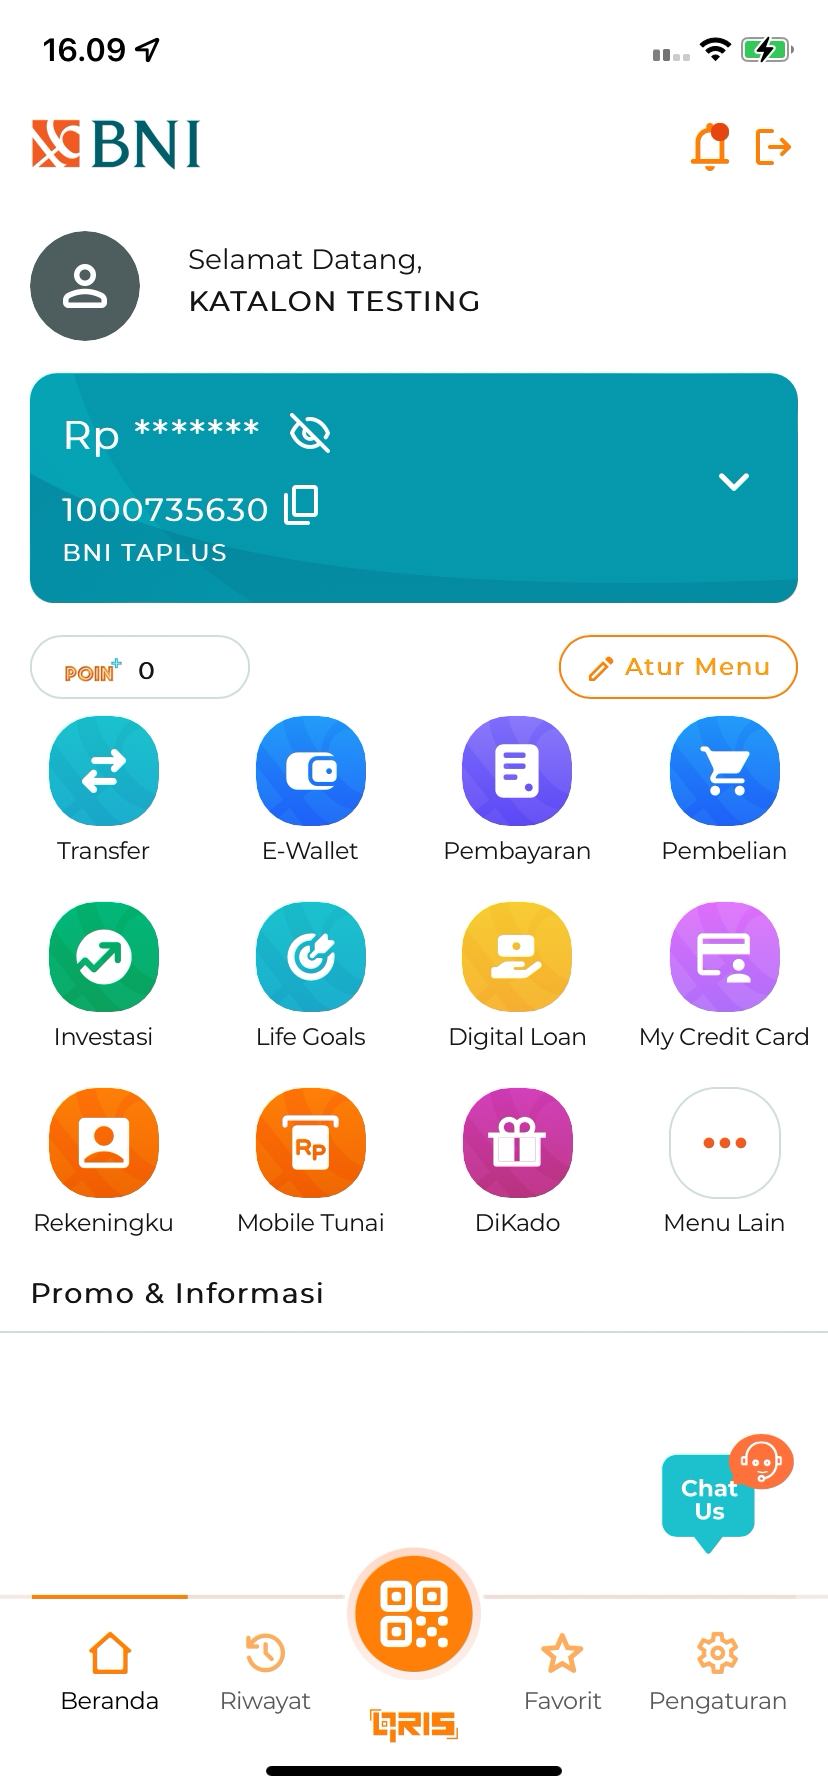 16.09
BNI
Selamat Datang,
KATALON TESTING
Rp *******
1000735630
BNI TAPLUS
POIN+ 0
Atur Menu
Transfer
E-Wallet
Pembayaran
Pembelian
Investasi
Life Goals
Digital Loan
My Credit Card
Rekeningku
Rp
Mobile Tunai
DiKado
Menu Lain
Promo & Informasi
Chat
Us
Beranda
Riwayat
QRIS
Favorit
Pengaturan